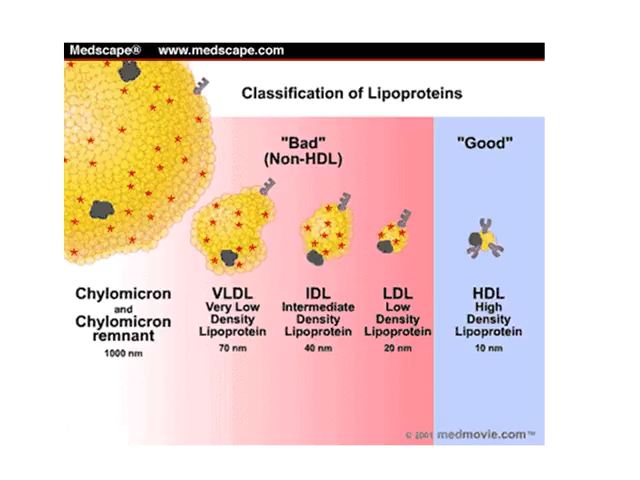 Medscape® www.medscape.com
Classification of Lipoproteins
"Bad"
(Non-HDL)
"Good"
Chylomicron
and
Chylomicron
remnant
1000 nm
VLDL
Very Low
Density
Lipoprotein
70 nm
IDL
Intermediate
Density
Lipoprotein
40 nm
LDL
Low
Density
Lipoprotein
20 nm
HDL
High
Density
Lipoprotein
10 nm
© 2001 medmovie.com™